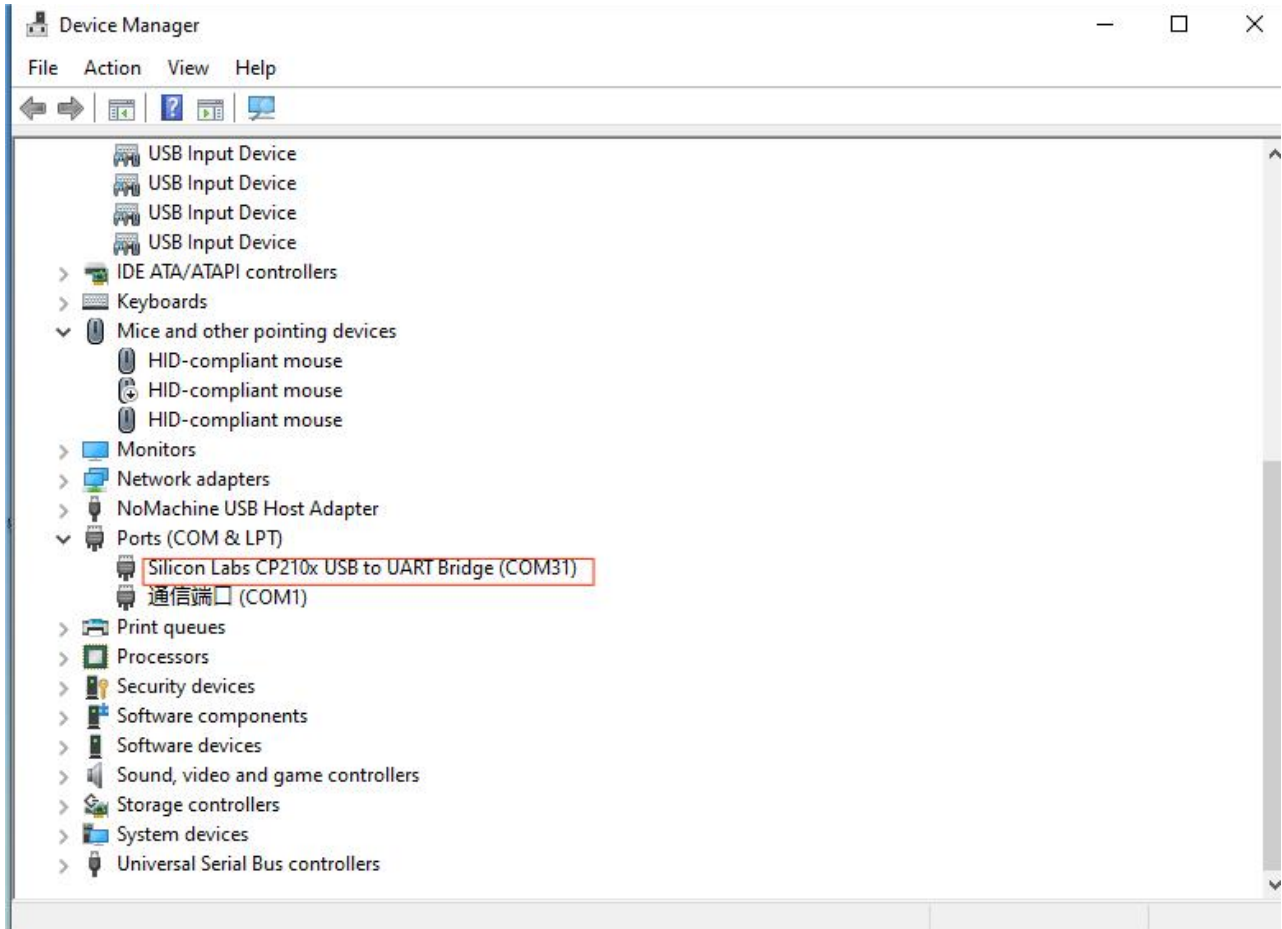 Device Manager
File Action View Help
USB Input Device
USB Input Device
USB Input Device
USB Input Device
IDE ATA/ATAPI controllers
Keyboards
Mice and other pointing devices
HID-compliant mouse
HID-compliant mouse
HID-compliant mouse
Monitors
Network adapters
NoMachine USB Host Adapter
Ports (COM & LPT)
Silicon Labs CP210x USB to UART Bridge (COM31)
通信端口 (COM1)
Print queues
Processors
Security devices
Software components
Software devices
Sound, video and game controllers
Storage controllers
System devices
Universal Serial Bus controllers